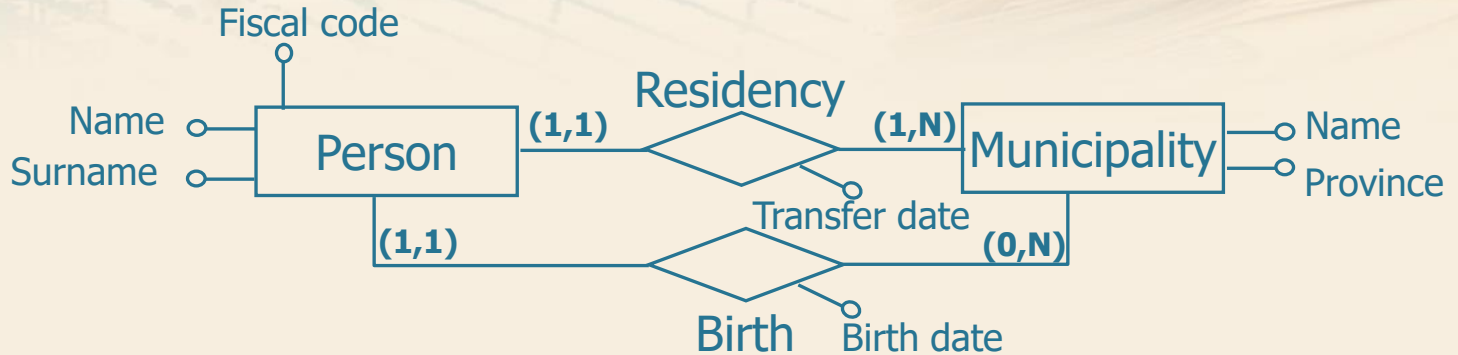 Fiscal code
Residency
Name
(1,1)
(1,N)
Name
Person
Municipality
Surname
Province
Transfer date
(1,1)
(0,N)
Birth
Birth date